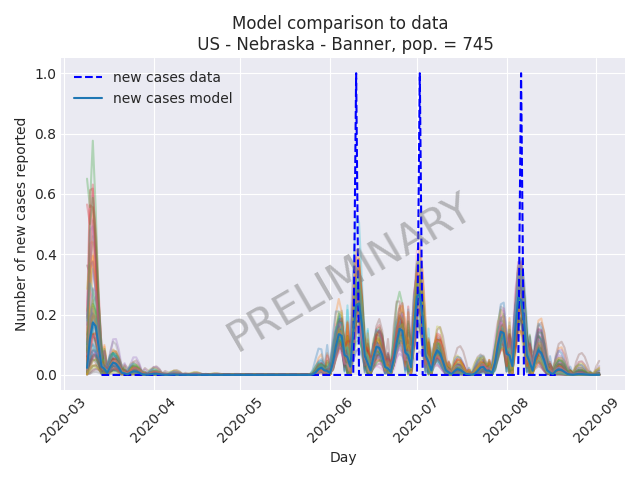 Model comparison to data
US - Nebraska - Banner, pop. = 745
new cases data
new cases model
PRELIMINARY
Number of new cases reported
1.0
0.8
0.6
0.4
0.2
0.0
2020-03
2020-04
2020-05
2020-06
2020-07
2020-08
2020-09
Day